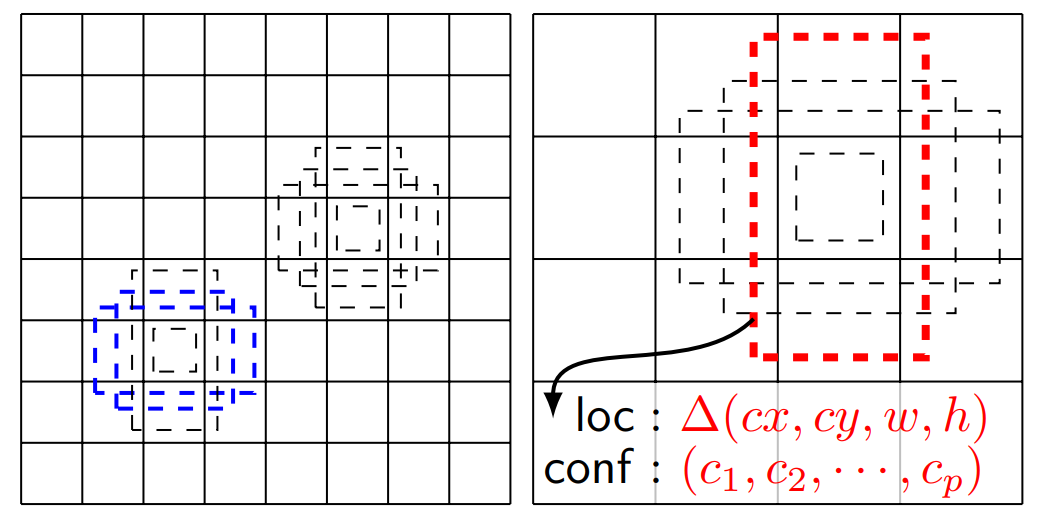 loc : Δ(cx, cy, w, h)
conf : (c₁, c₂, ⋯, cₚ)